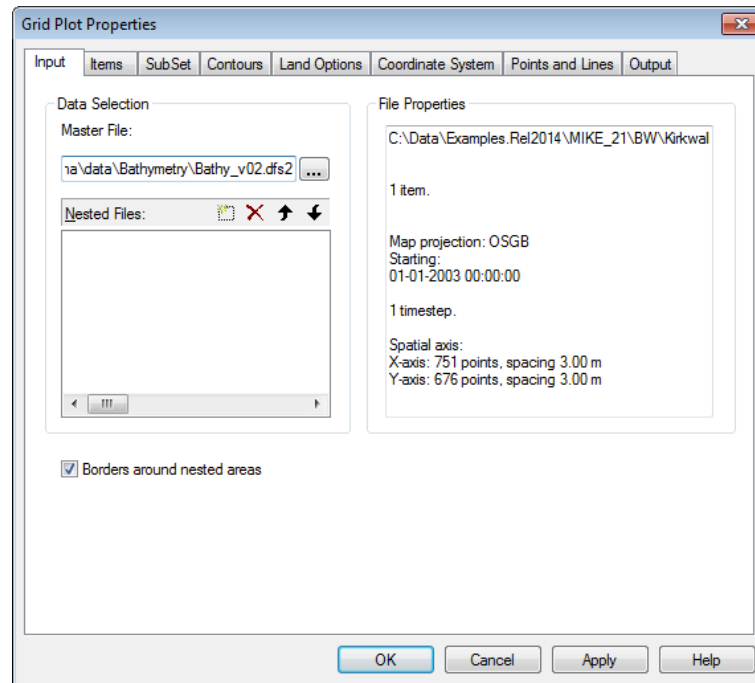 Grid Plot Properties
Input Items SubSet Contours Land Options Coordinate System Points and Lines Output
Data Selection
Master File:
na\data\Bathymetry\Bathy_v02.dfs2 ...
Nested Files:
Borders around nested areas
File Properties
C:\Data\Examples.Rel2014\MIKE_21\BW\Kirkwal
1 item.
Map projection: OSGB
Starting:
01-01-2003 00:00:00
1 timestep.
Spatial axis:
X-axis: 751 points, spacing 3.00 m
Y-axis: 676 points, spacing 3.00 m
OK Cancel Apply Help